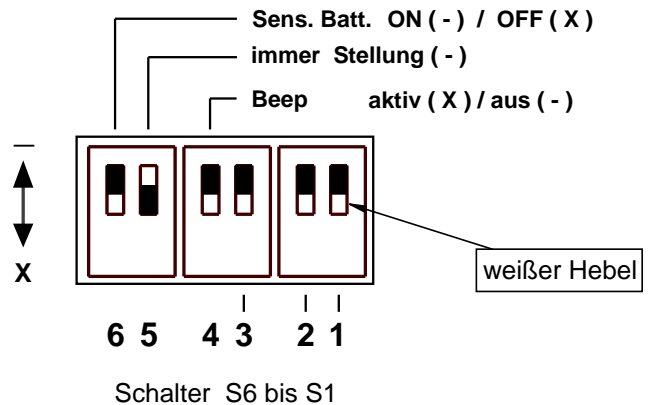 Sens. Batt. ON ( - ) / OFF ( X )
immer Stellung ( - )
Beep aktiv ( X ) / aus ( - )
–
X
weißer Hebel
6 5 4 3 2 1
Schalter S6 bis S1